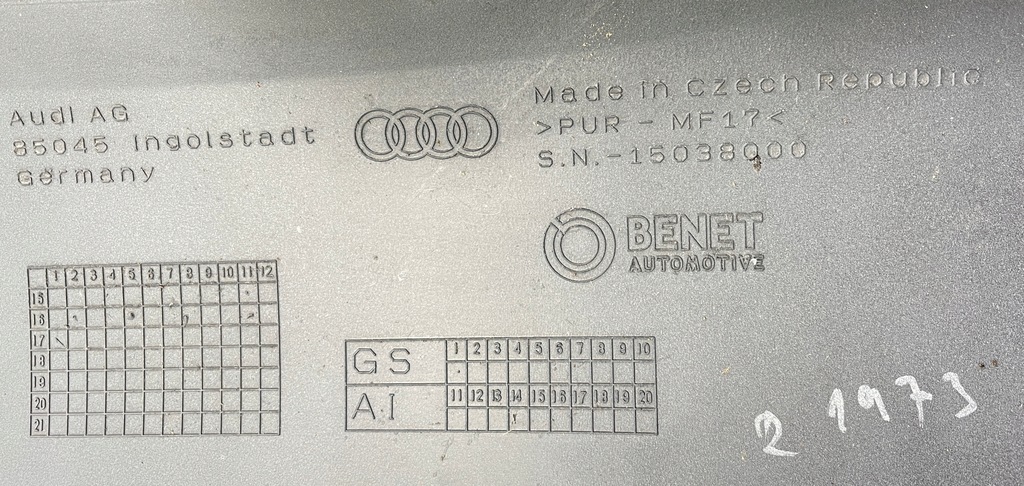 Audi AG
85045 Ingolstadt
Germany
Made in Czech Republic
>PUR - MF17<
S.N.-15038000
BENET
AUTOMOTIVE
1 2 3 4 5 6 7 8 9 10 11 12
15
16
17
18
19
20
21
GS 1 2 3 4 5 6 7 8 9 10
AI 11 12 13 14 15 16 17 18 19 20
2 1973